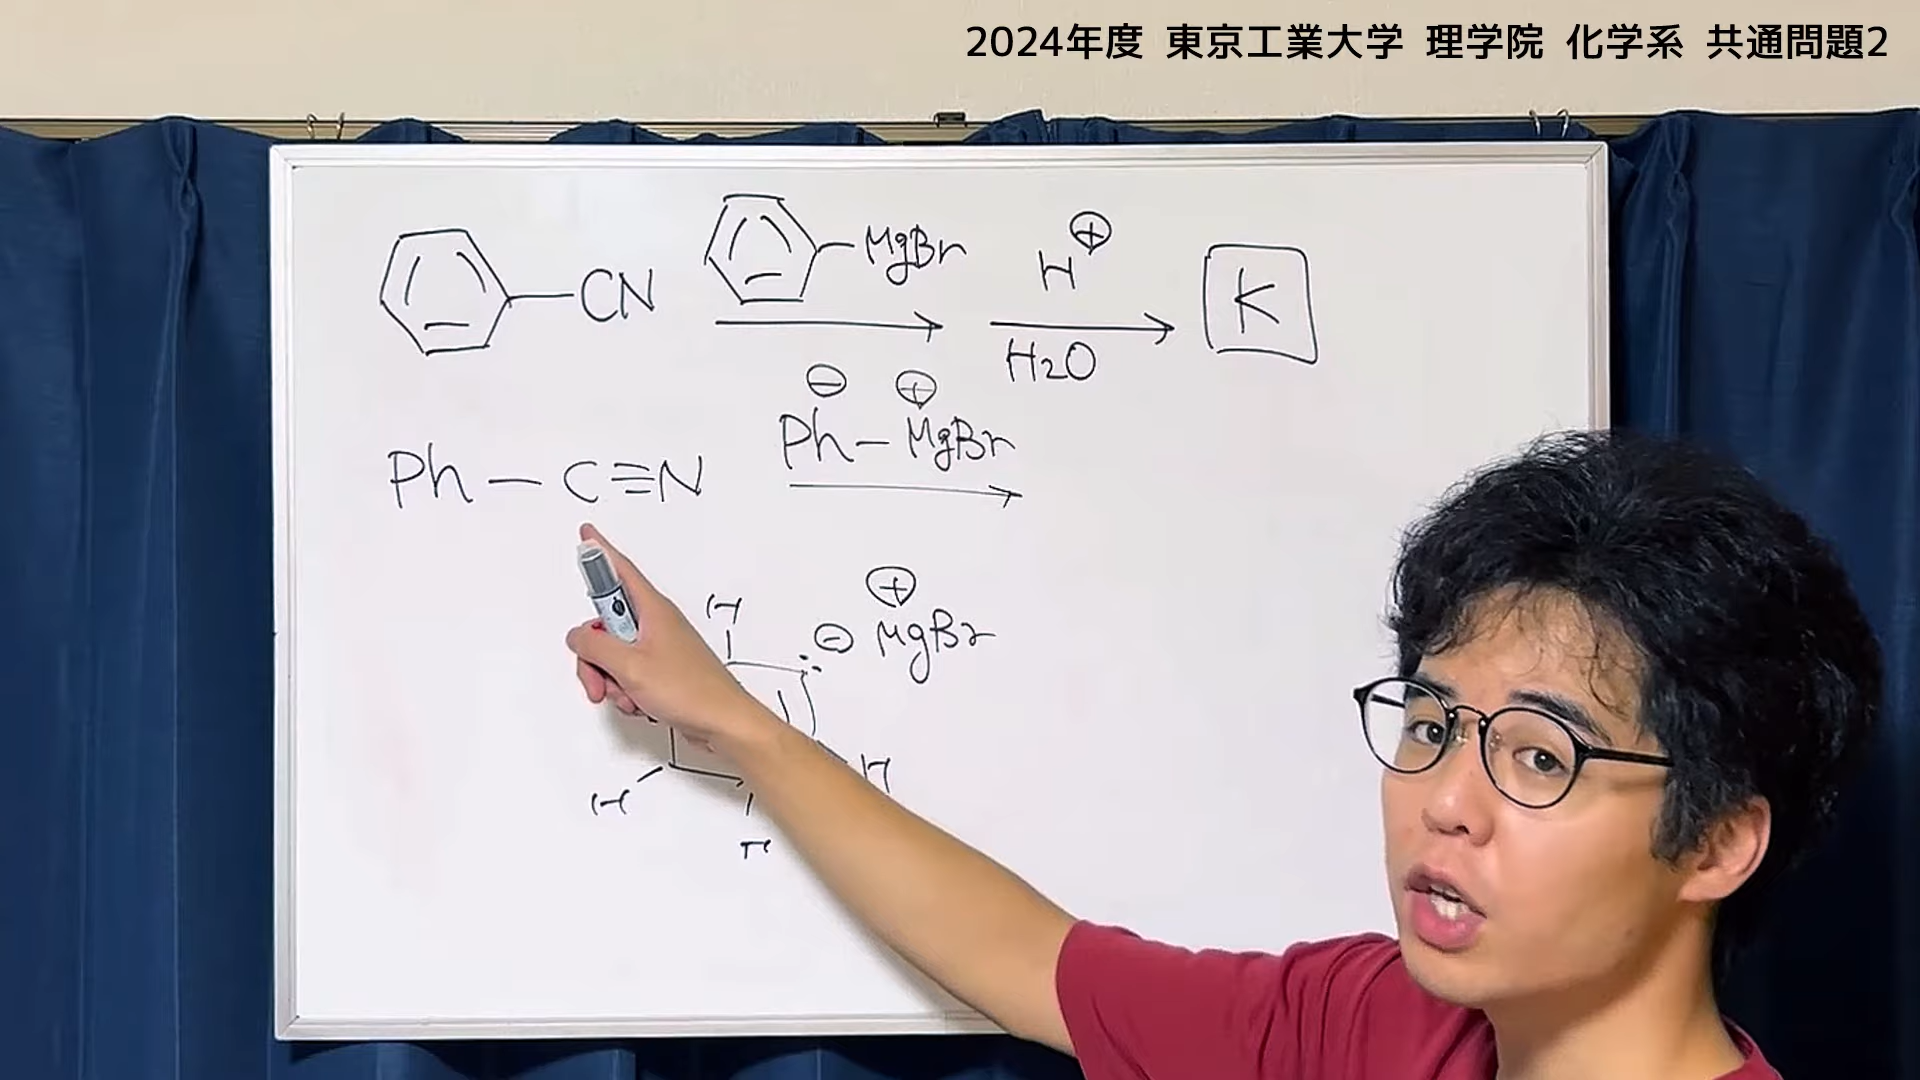 2024年度 東京工業大学 理学院 化学系 共通問題2
CN
MgBr
H⊕
H2O
K
⊖ ⊕
Ph-C≡N
Ph-MgBr
H
⊕
⊖ MgBr
H
H
H